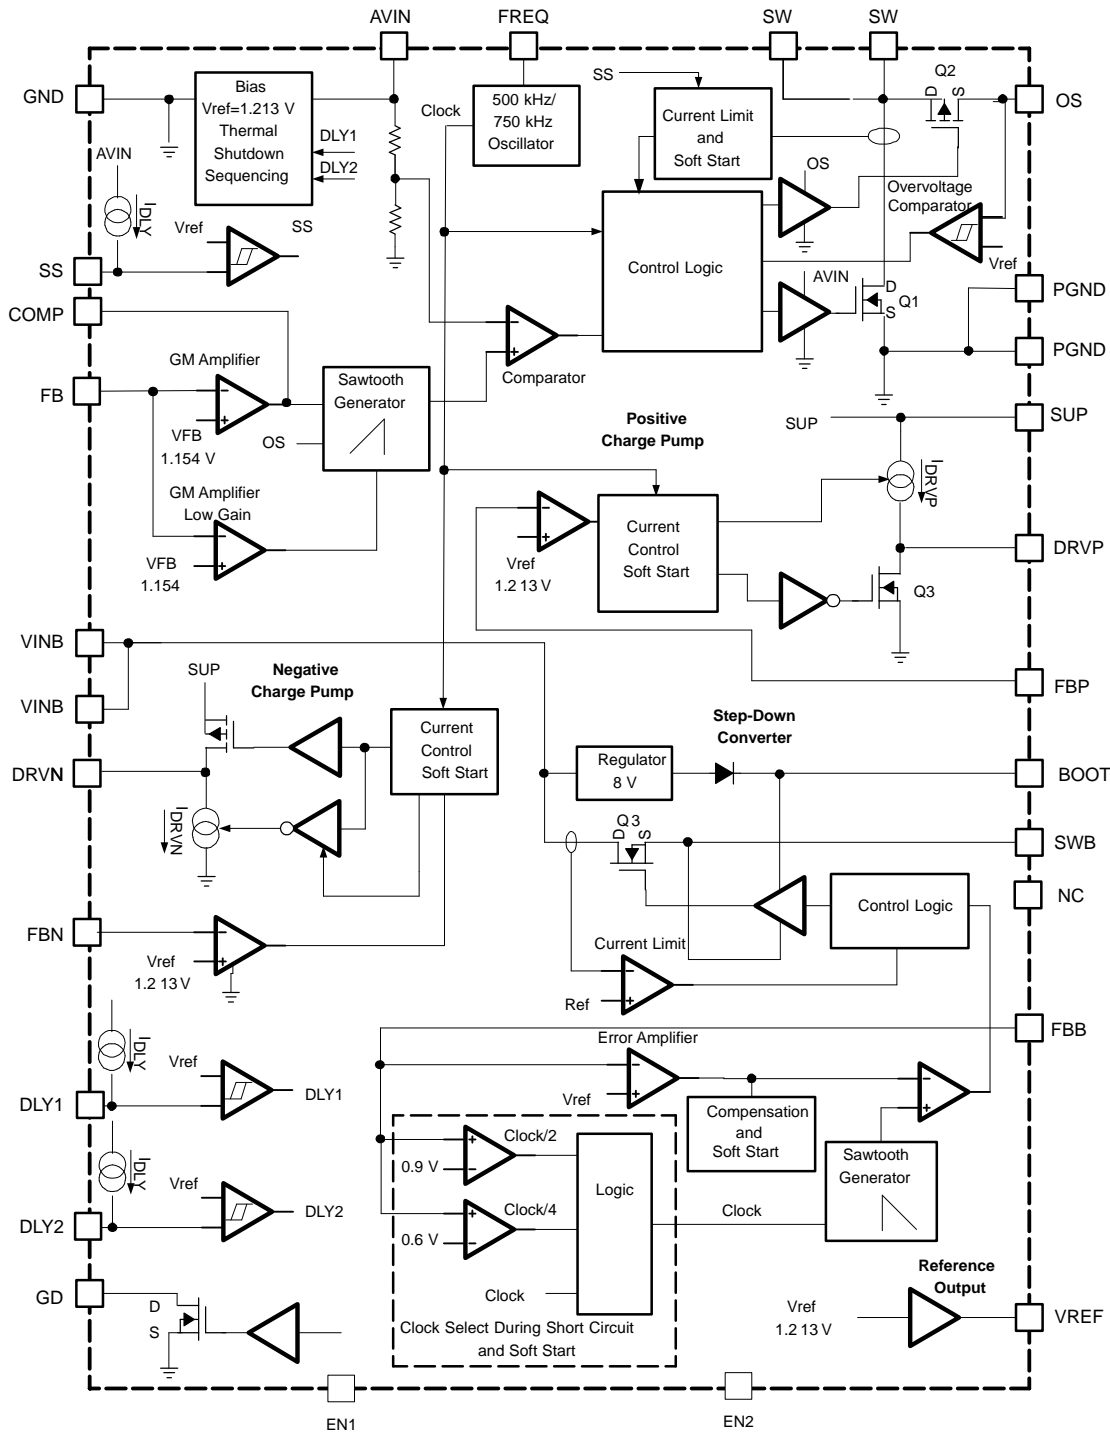 AVIN
FREQ
SW
SW
GND
Bias
Vref=1.213 V
Thermal
Shutdown
Sequencing
DLY1
DLY2
Clock
500 kHz/
750 kHz
Oscillator
SS
Current Limit
and
Soft Start
Q2
D
S
OS
AVIN
IDLY
Vref
SS
SS
OS
Overvoltage
Comparator
Vref
Control Logic
AVIN
D
Q1
S
PGND
PGND
COMP
GM Amplifier
FB
VFB
1.154 V
OS
Sawtooth
Generator
Comparator
GM Amplifier
Low Gain
VFB
1.154
Positive
Charge Pump
SUP
SUP
IDRVP
Vref
1.2 13 V
Current
Control
Soft Start
DRVP
Q3
FBP
VINB
VINB
SUP
Negative
Charge Pump
DRVN
IDRVN
Current
Control
Soft Start
FBN
Vref
1.2 13 V
Step-Down
Converter
Regulator
8 V
BOOT
Q3
D
S
SWB
NC
Control Logic
Current Limit
Ref
FBB
Error Amplifier
Vref
Compensation
and
Soft Start
Sawtooth
Generator
IDLY
Vref
DLY1
DLY1
IDLY
Vref
DLY2
DLY2
Clock/2
0.9 V
Clock/4
0.6 V
Logic
Clock
Clock
Clock Select During Short Circuit
and Soft Start
GD
D
S
Reference
Output
Vref
1.2 13 V
VREF
EN1
EN2